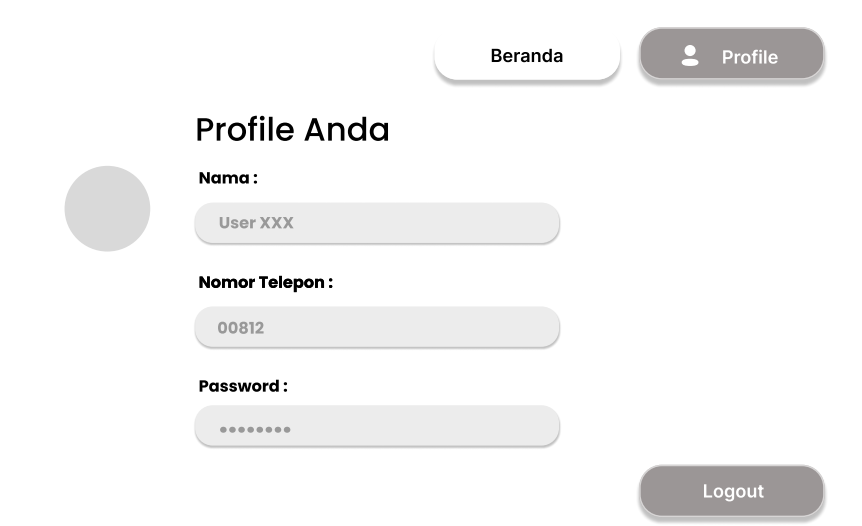 Beranda
Profile
Profile Anda
Nama :
User XXX
Nomor Telepon :
00812
Password :
••••••••
Logout